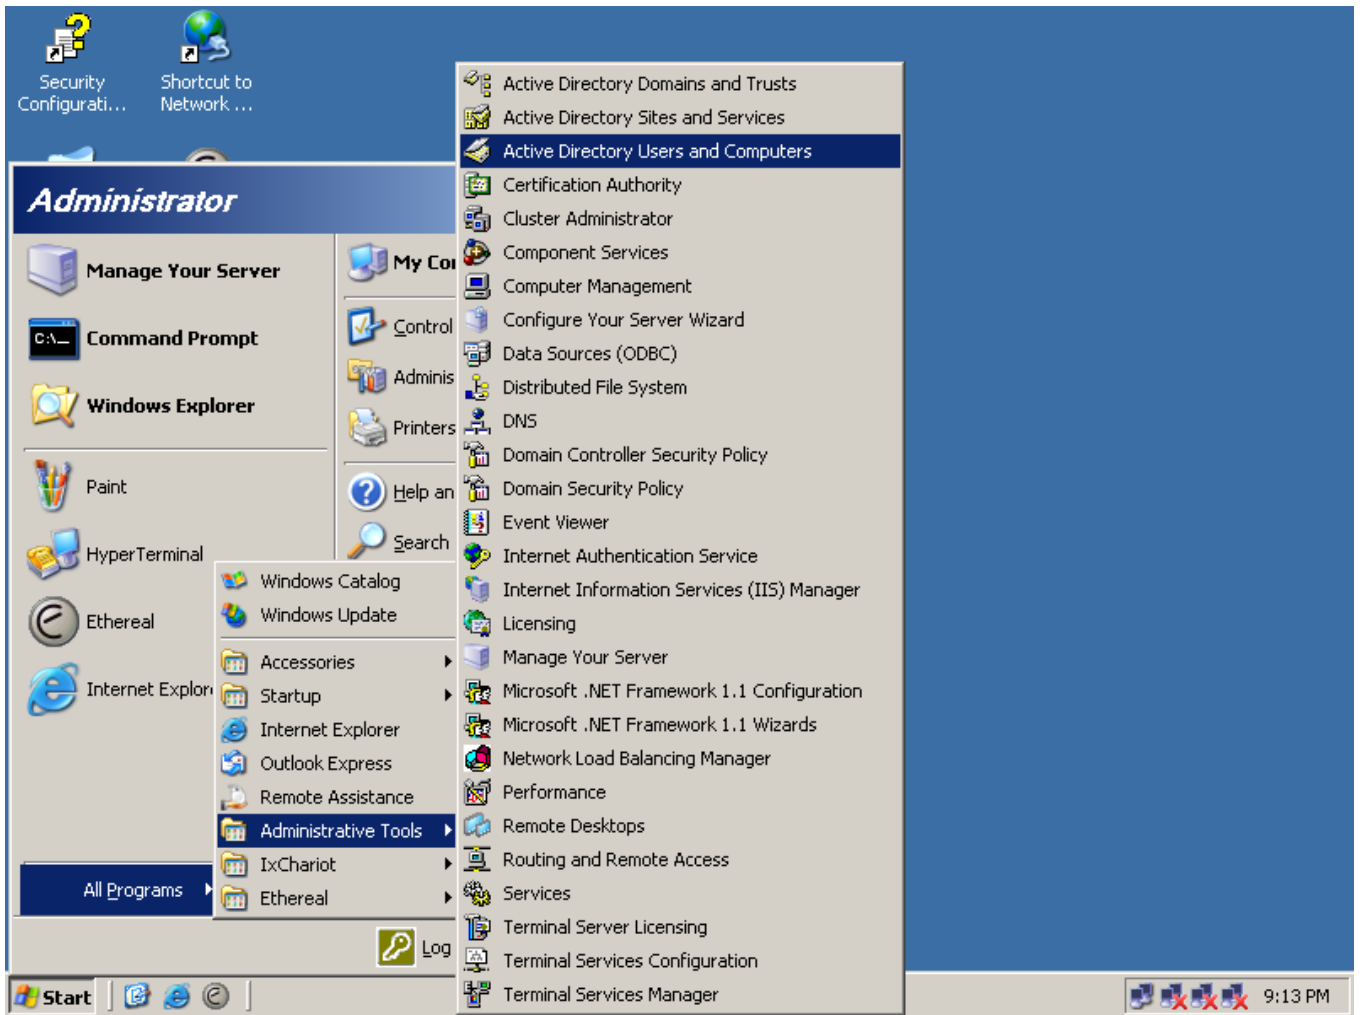 Security
Configurati...
Shortcut to
Network ...
Administrator
Manage Your Server
Command Prompt
Windows Explorer
Paint
HyperTerminal
Ethereal
Internet Explor
All Programs
My Co
Control
Adminis
Printers
Help an
Search
Log
Windows Catalog
Windows Update
Accessories
Startup
Internet Explorer
Outlook Express
Remote Assistance
Administrative Tools
IxChariot
Ethereal
Active Directory Domains and Trusts
Active Directory Sites and Services
Active Directory Users and Computers
Certification Authority
Cluster Administrator
Component Services
Computer Management
Configure Your Server Wizard
Data Sources (ODBC)
Distributed File System
DNS
Domain Controller Security Policy
Domain Security Policy
Event Viewer
Internet Authentication Service
Internet Information Services (IIS) Manager
Licensing
Manage Your Server
Microsoft .NET Framework 1.1 Configuration
Microsoft .NET Framework 1.1 Wizards
Network Load Balancing Manager
Performance
Remote Desktops
Routing and Remote Access
Services
Terminal Server Licensing
Terminal Services Configuration
Terminal Services Manager
Start
9:13 PM